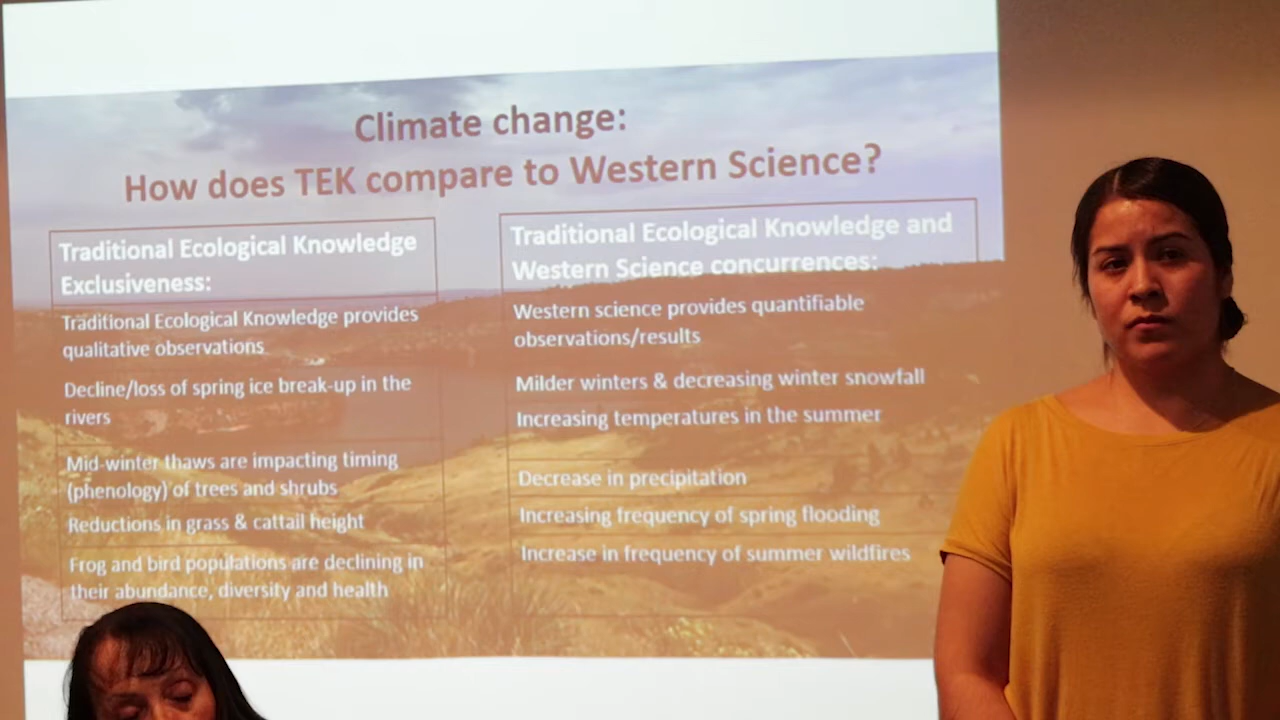 Climate change:
How does TEK compare to Western Science?
Traditional Ecological Knowledge
Exclusiveness:
Traditional Ecological Knowledge provides
qualitative observations
Decline/loss of spring ice break-up in the
rivers
Mid-winter thaws are impacting timing
(phenology) of trees and shrubs
Reductions in grass & cattail height
Frog and bird populations are declining in
their abundance, diversity and health
Traditional Ecological Knowledge and
Western Science concurrences:
Western science provides quantifiable
observations/results
Milder winters & decreasing winter snowfall
Increasing temperatures in the summer
Decrease in precipitation
Increasing frequency of spring flooding
Increase in frequency of summer wildfires